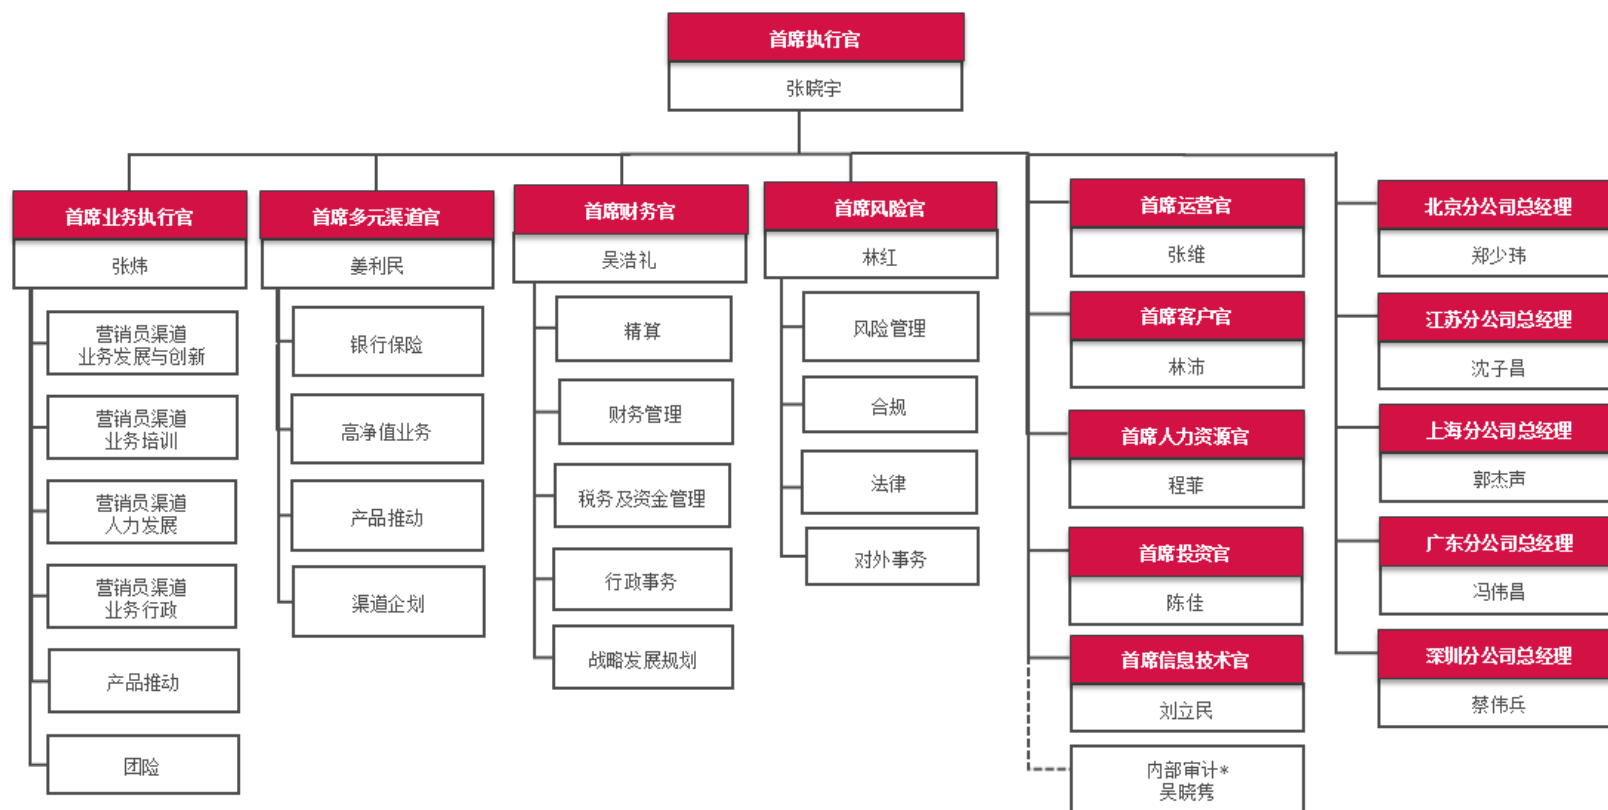 首席执行官
张晓宇
首席业务执行官
张炜
营销员渠道
业务发展与创新
营销员渠道
业务培训
营销员渠道
人力发展
营销员渠道
业务行政
产品推动
团险
首席多元渠道官
姜利民
银行保险
高净值业务
产品推动
渠道企划
首席财务官
吴浩礼
精算
财务管理
税务及资金管理
行政事务
战略发展规划
首席风险官
林红
风险管理
合规
法律
对外事务
首席运营官
张维
首席客户官
林沛
首席人力资源官
程菲
首席投资官
陈佳
首席信息技术官
刘立民
内部审计*
吴晓隽
北京分公司总经理
郑少玮
江苏分公司总经理
沈子昌
上海分公司总经理
郭杰声
广东分公司总经理
冯伟昌
深圳分公司总经理
蔡伟兵